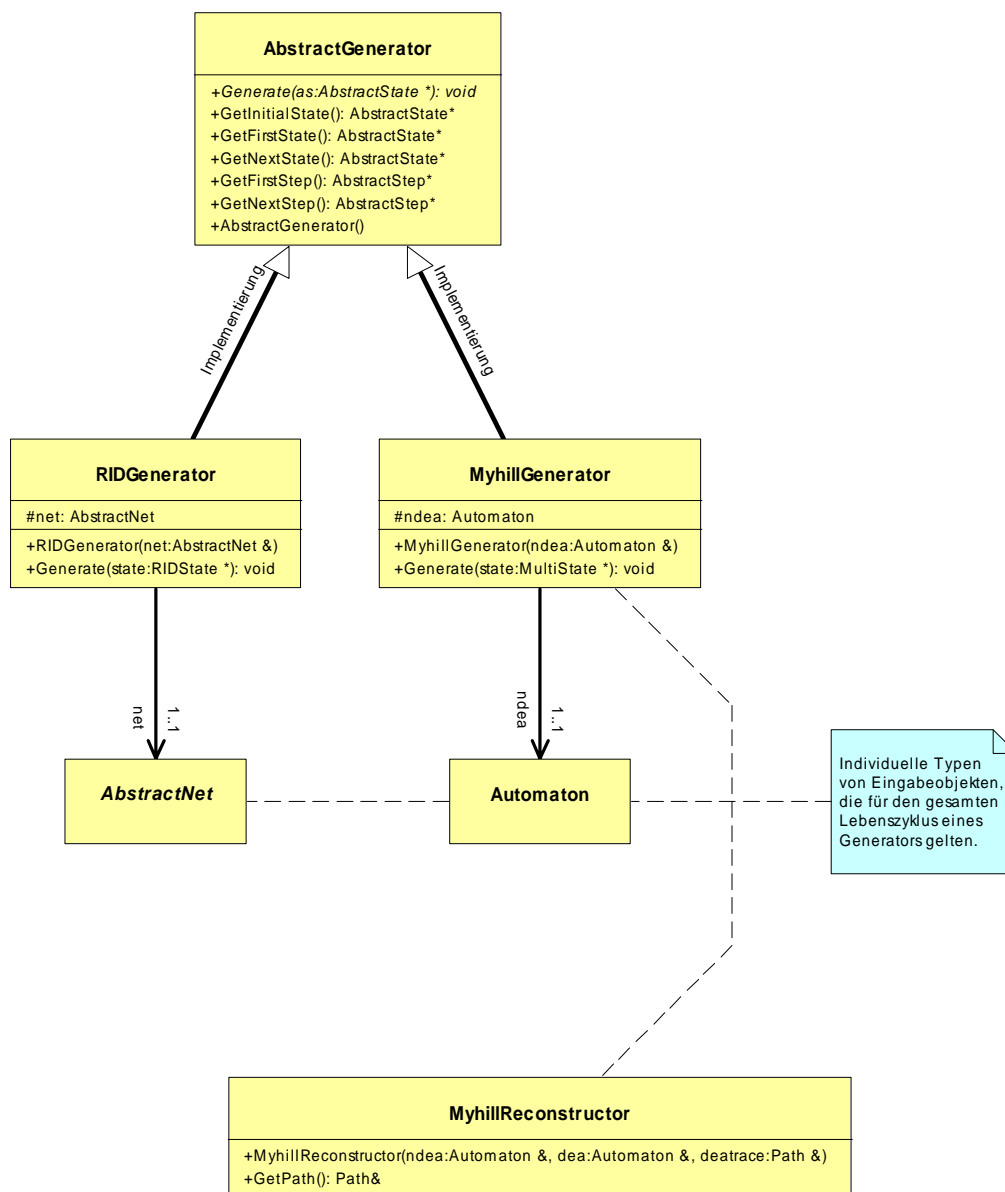 AbstractGenerator
+Generate(as:AbstractState *): void
+GetInitialState(): AbstractState*
+GetFirstState(): AbstractState*
+GetNextState(): AbstractState*
+GetFirstStep(): AbstractStep*
+GetNextStep(): AbstractStep*
+AbstractGenerator()
Implementierung
Implementierung
RIDGenerator
#net: AbstractNet
+RIDGenerator(net:AbstractNet &)
+Generate(state:RIDState *): void
MyhillGenerator
#ndea: Automaton
+MyhillGenerator(ndea:Automaton &)
+Generate(state:MultiState *): void
net
1..1
ndea
1..1
AbstractNet
Automaton
Individuelle Typen
von Eingabeobjekten,
die für den gesamten
Lebenszyklus eines
Generators gelten.
MyhillReconstructor
+MyhillReconstructor(ndea:Automaton &, dea:Automaton &, deatrace:Path &)
+GetPath(): Path&